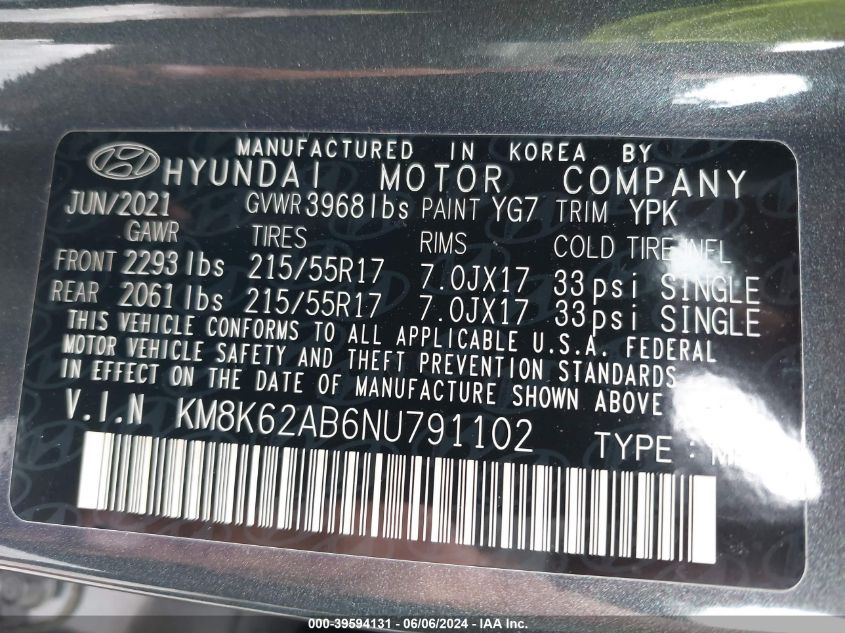 MANUFACTURED IN KOREA BY
HYUNDAI MOTOR COMPANY
JUN/2021 GVWR 3968 lbs PAINT YG7 TRIM YPK
GAWR TIRES RIMS COLD TIRE INFL
FRONT 2293 lbs 215/55R17 7.0JX17 33psi SINGLE
REAR 2061 lbs 215/55R17 7.0JX17 33psi SINGLE
THIS VEHICLE CONFORMS TO ALL APPLICABLE U.S.A. FEDERAL
MOTOR VEHICLE SAFETY AND THEFT PREVENTION STANDARDS
IN EFFECT ON THE DATE OF MANUFACTURE SHOWN ABOVE
V.I.N KM8K62AB6NU791102
TYPE :
000-39594131 - 06/06/2024 - IAA Inc.